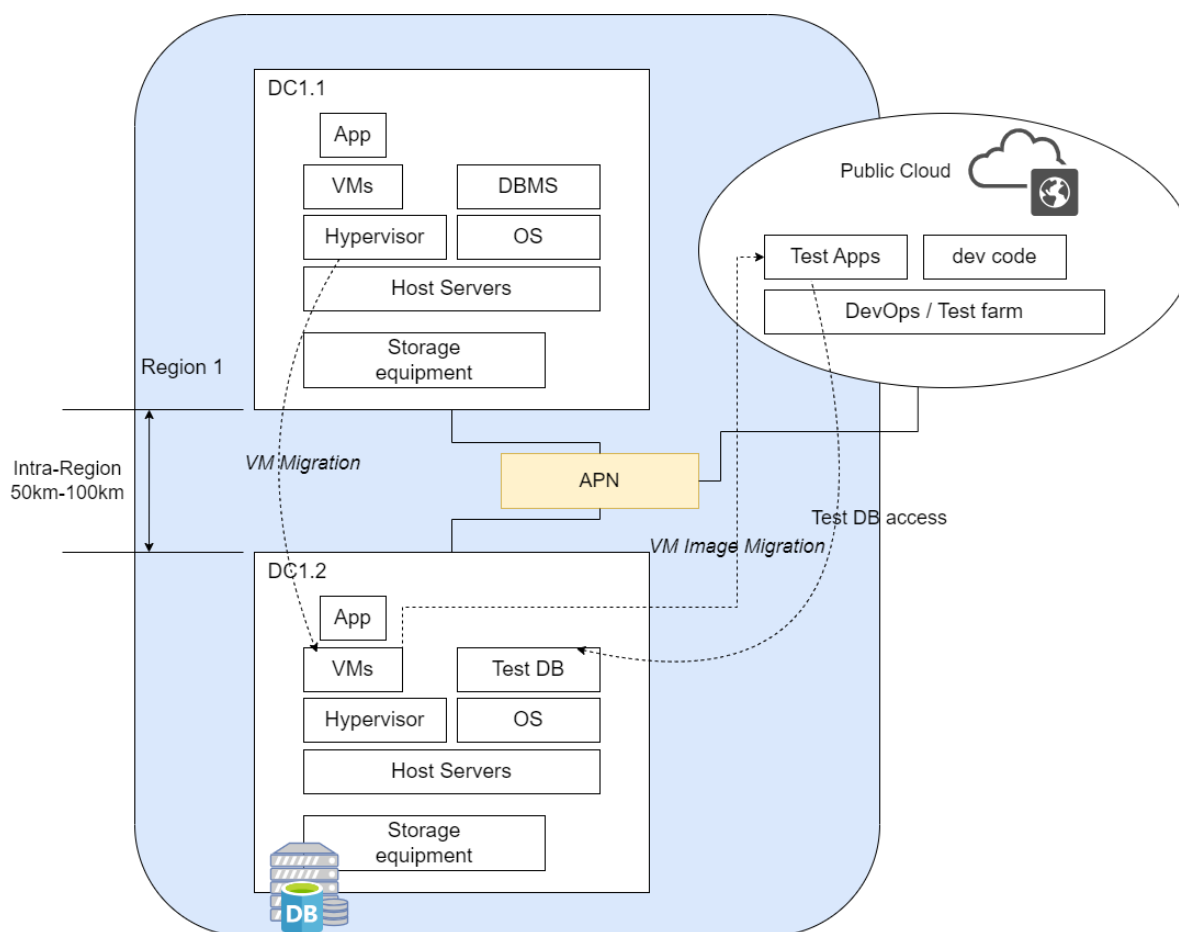 DC1.1
App
VMs
DBMS
Hypervisor
OS
Host Servers
Storage
equipment
Public Cloud
Test Apps
dev code
DevOps / Test farm
Region 1
Intra-Region
50km-100km
VM Migration
APN
Test DB access
VM Image Migration
DC1.2
App
VMs
Test DB
Hypervisor
OS
Host Servers
Storage
equipment
DB